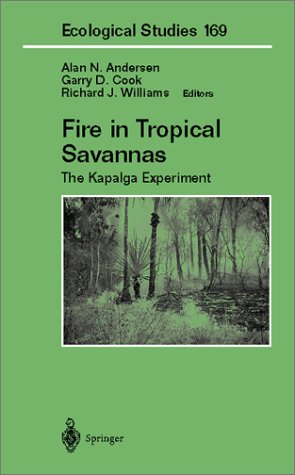 Ecological Studies 169
Alan N. Andersen
Garry D. Cook
Richard J. Williams Editors
Fire in Tropical
Savannas
The Kapalga Experiment
Springer